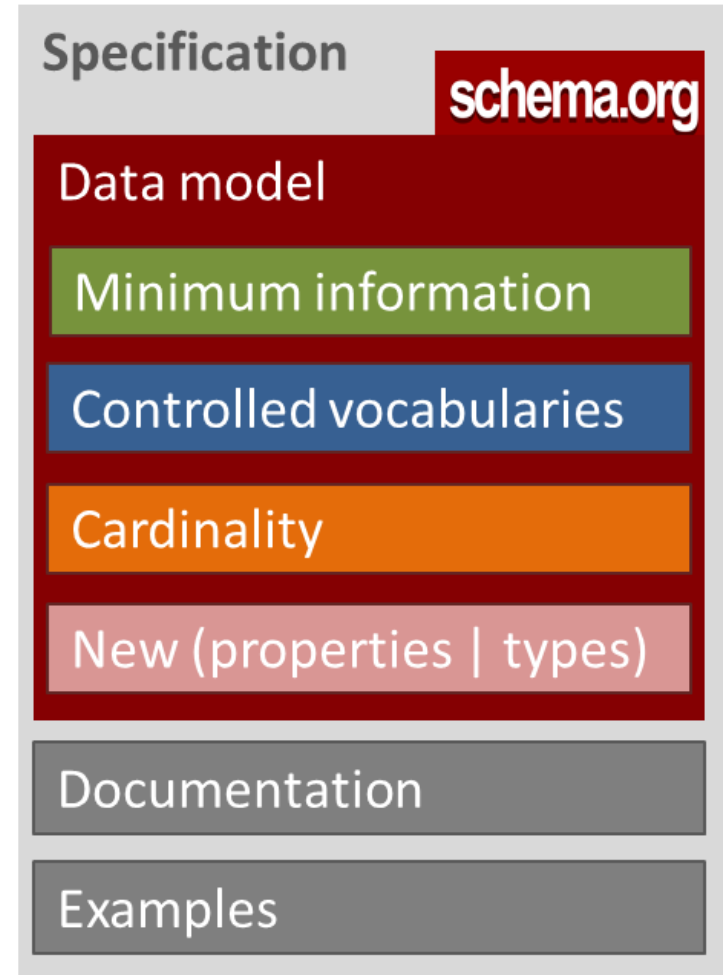 Specification
schema.org
Data model
Minimum information
Controlled vocabularies
Cardinality
New (properties | types)
Documentation
Examples